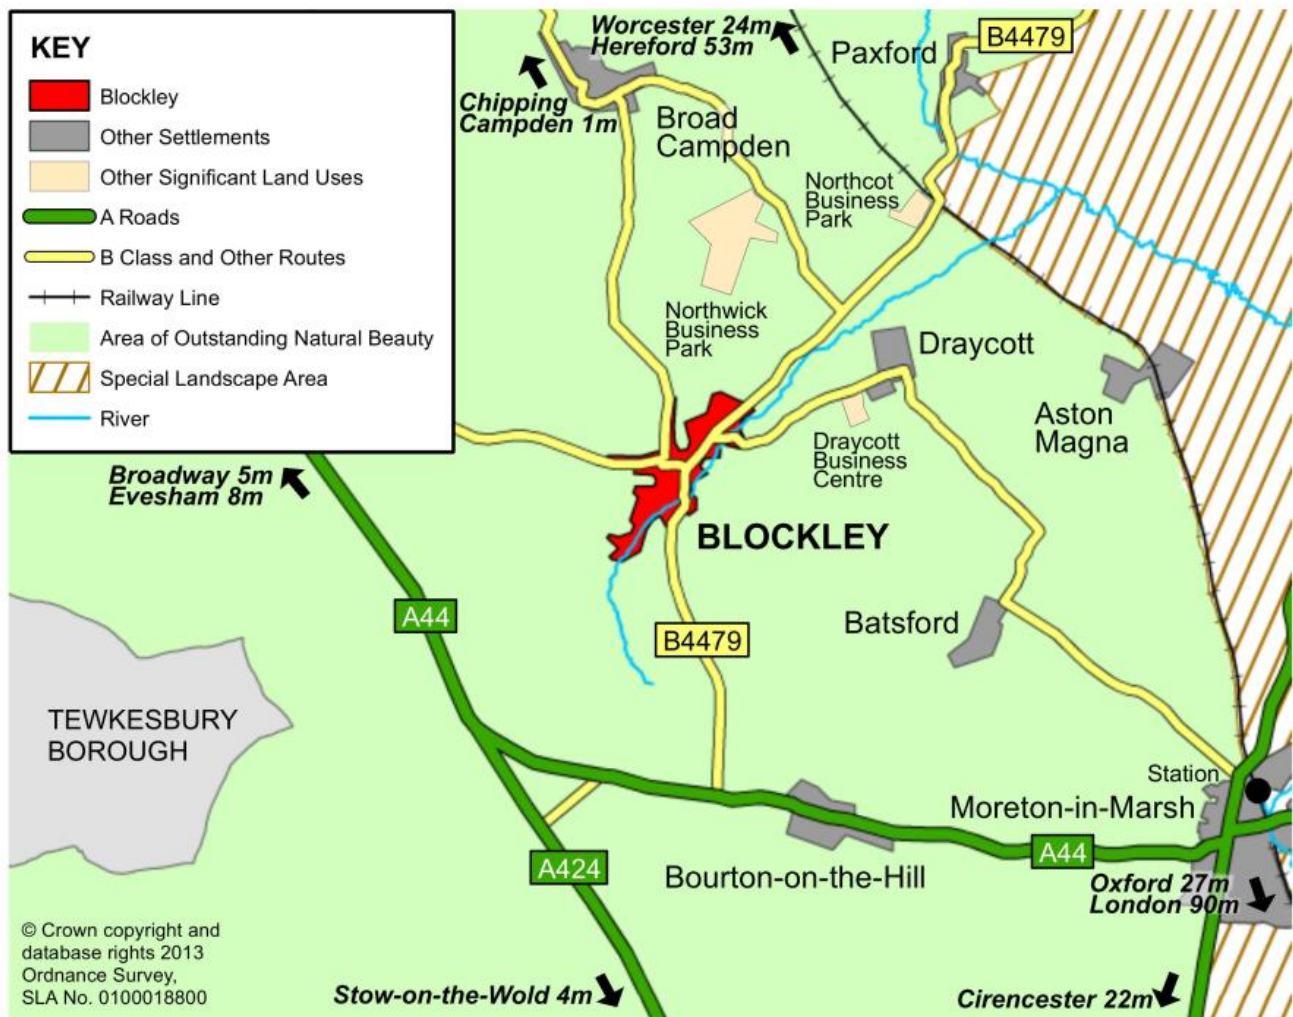 KEY
Blockley
Other Settlements
Other Significant Land Uses
A Roads
B Class and Other Routes
Railway Line
Area of Outstanding Natural Beauty
Special Landscape Area
River
Worcester 24m
Hereford 53m
Chipping
Campden 1m
Paxford
B4479
Broad
Campden
Northcot
Business
Park
Northwick
Business
Park
Draycott
Aston
Magna
Draycott
Business
Centre
Broadway 5m
Evesham 8m
BLOCKLEY
A44
B4479
Batsford
TEWKESBURY
BOROUGH
Station
Moreton-in-Marsh
A44
A424
Bourton-on-the-Hill
Oxford 27m
London 90m
© Crown copyright and
database rights 2013
Ordnance Survey,
SLA No. 0100018800
Stow-on-the-Wold 4m
Cirencester 22m